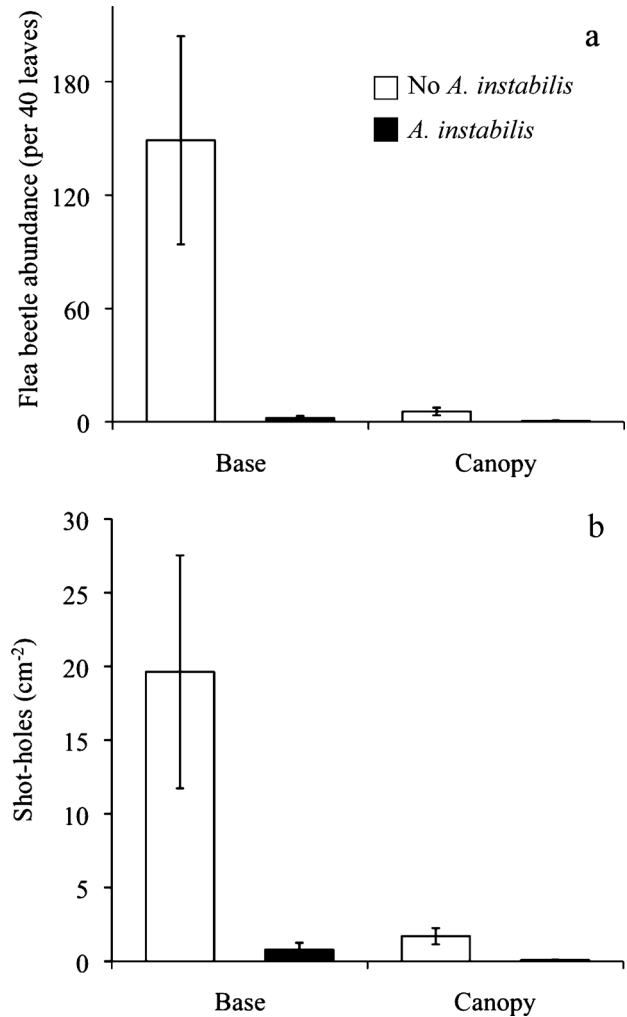 a
Flea beetle abundance (per 40 leaves)
180
120
60
0
No A. instabilis
A. instabilis
Base Canopy
b
Shot-holes (cm⁻²)
30
25
20
15
10
5
0
Base Canopy